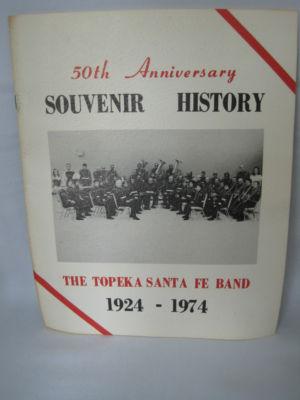 50th Anniversary
SOUVENIR HISTORY
THE TOPEKA SANTA FE BAND
1924 - 1974